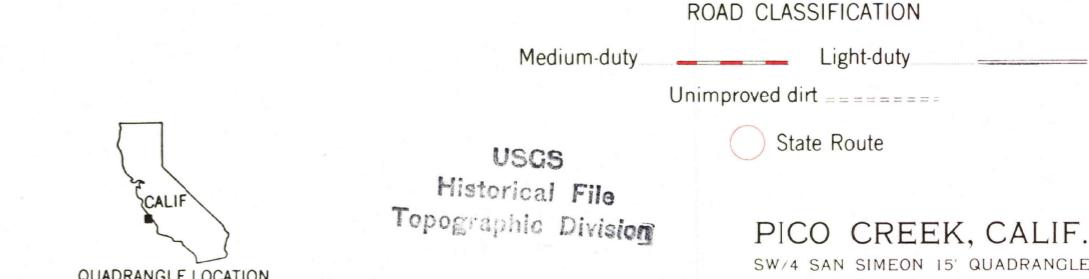 ROAD CLASSIFICATION
Medium-duty Light-duty
Unimproved dirt
State Route
CALIF
QUADRANGLE LOCATION
USGS
Historical File
Topographic Division
PICO CREEK, CALIF.
SW/4 SAN SIMEON 15' QUADRANGLE